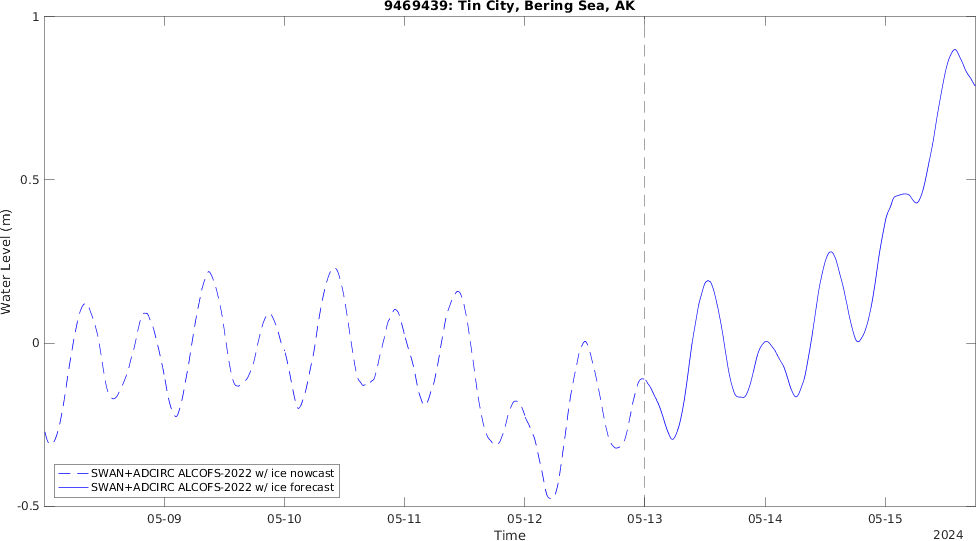 9469439: Tin City, Bering Sea, AK
1
0.5
0
-0.5
Water Level (m)
SWAN+ADCIRC ALCOFS-2022 w/ ice nowcast
SWAN+ADCIRC ALCOFS-2022 w/ ice forecast
05-09 05-10 05-11 05-12 05-13 05-14 05-15
Time
2024